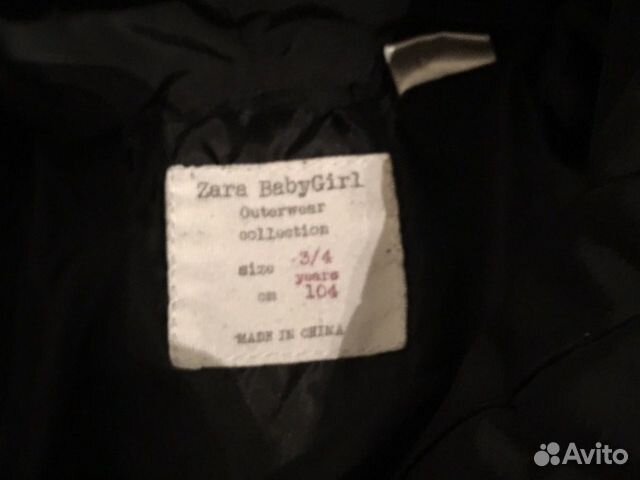 Zara BabyGirl
Outerwear
collection
size 3/4
years
cm 104
MADE IN CHINA
Avito